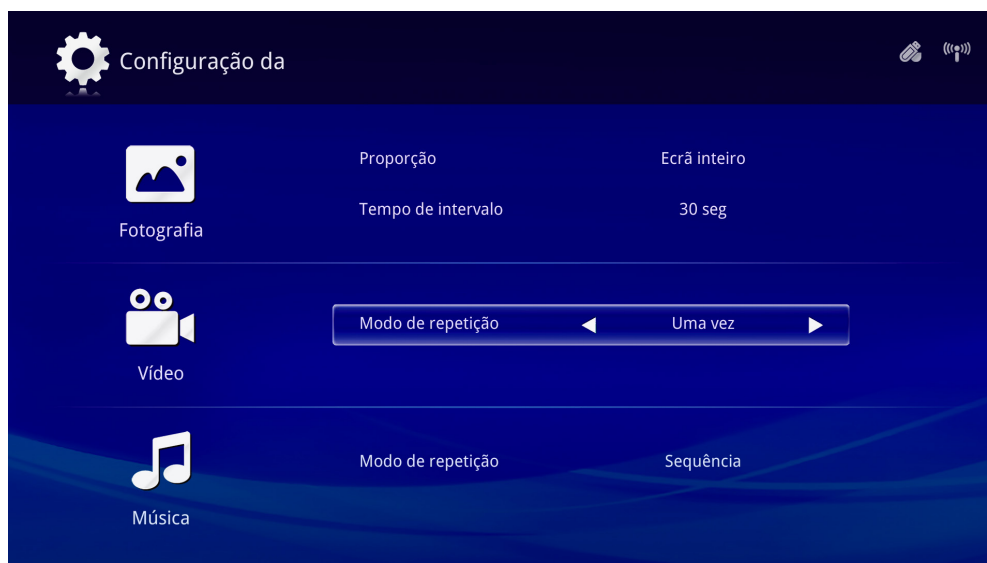 Configuração da
Proporção
Ecrã inteiro
Tempo de intervalo
30 seg
Fotografia
Modo de repetição
Uma vez
Vídeo
Modo de repetição
Sequência
Música